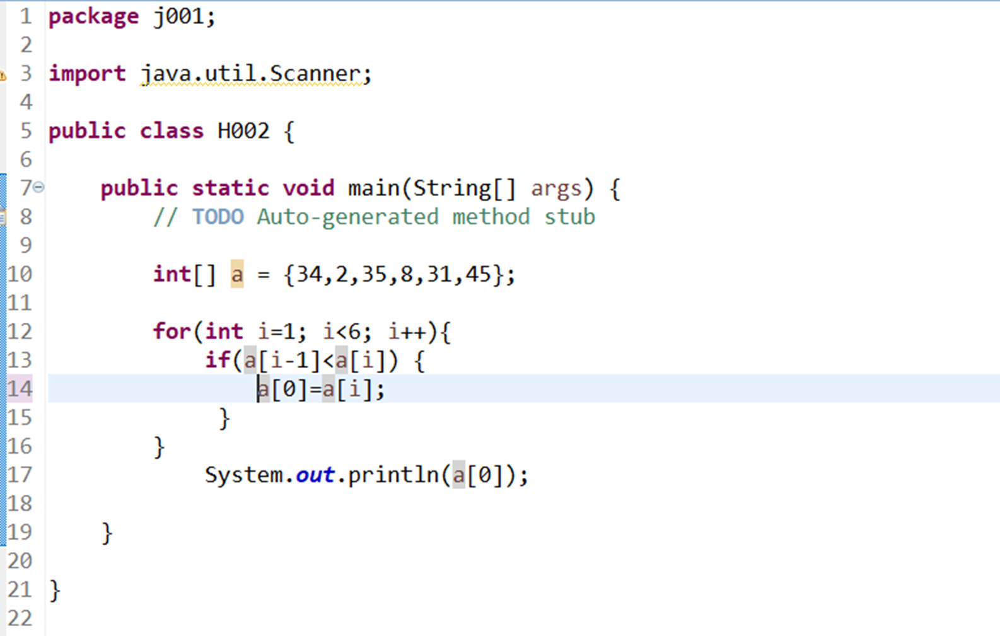 1 package j001;
2
3 import java.util.Scanner;
4
5 public class H002 {
6
7 public static void main(String[] args) {
8 // TODO Auto-generated method stub
9
10 int[] a = {34,2,35,8,31,45};
11
12 for(int i=1; i<6; i++){
13 if(a[i-1]<a[i]) {
14 a[0]=a[i];
15 }
16 }
17 System.out.println(a[0]);
18
19 }
20
21 }
22